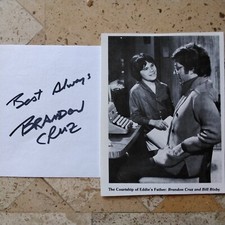 Best Always
BRANDON
CRUZ
The Courtship of Eddie's Father: Brandon Cruz and Bill Bixby